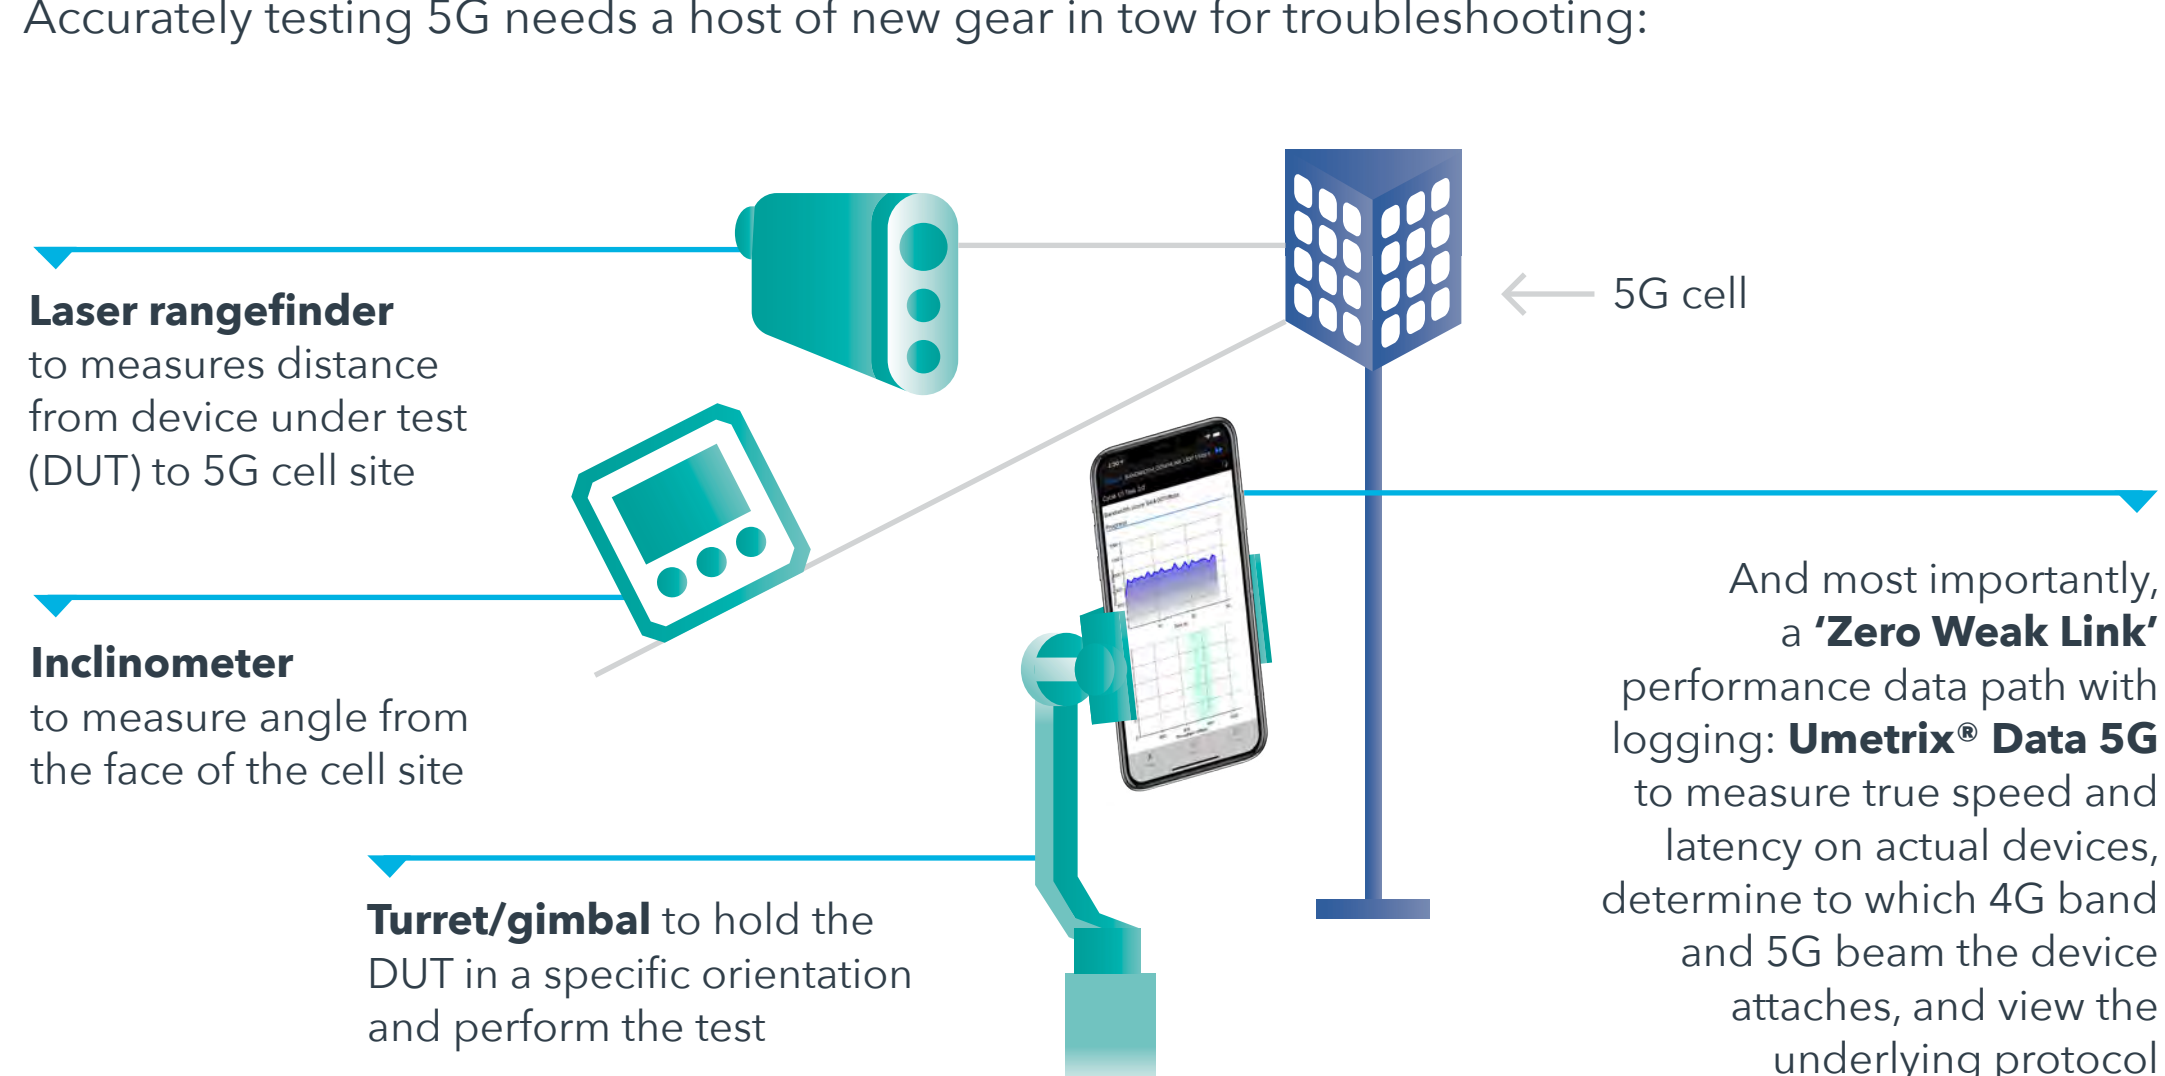 Accurately testing 5G needs a host of new gear in tow for troubleshooting:
Laser rangefinder
to measures distance
from device under test
(DUT) to 5G cell site
5G cell
Inclinometer
to measure angle from
the face of the cell site
Turret/gimbal to hold the
DUT in a specific orientation
and perform the test
And most importantly,
a ‘Zero Weak Link’
performance data path with
logging: Umetrix® Data 5G
to measure true speed and
latency on actual devices,
determine to which 4G band
and 5G beam the device
attaches, and view the
underlying protocol